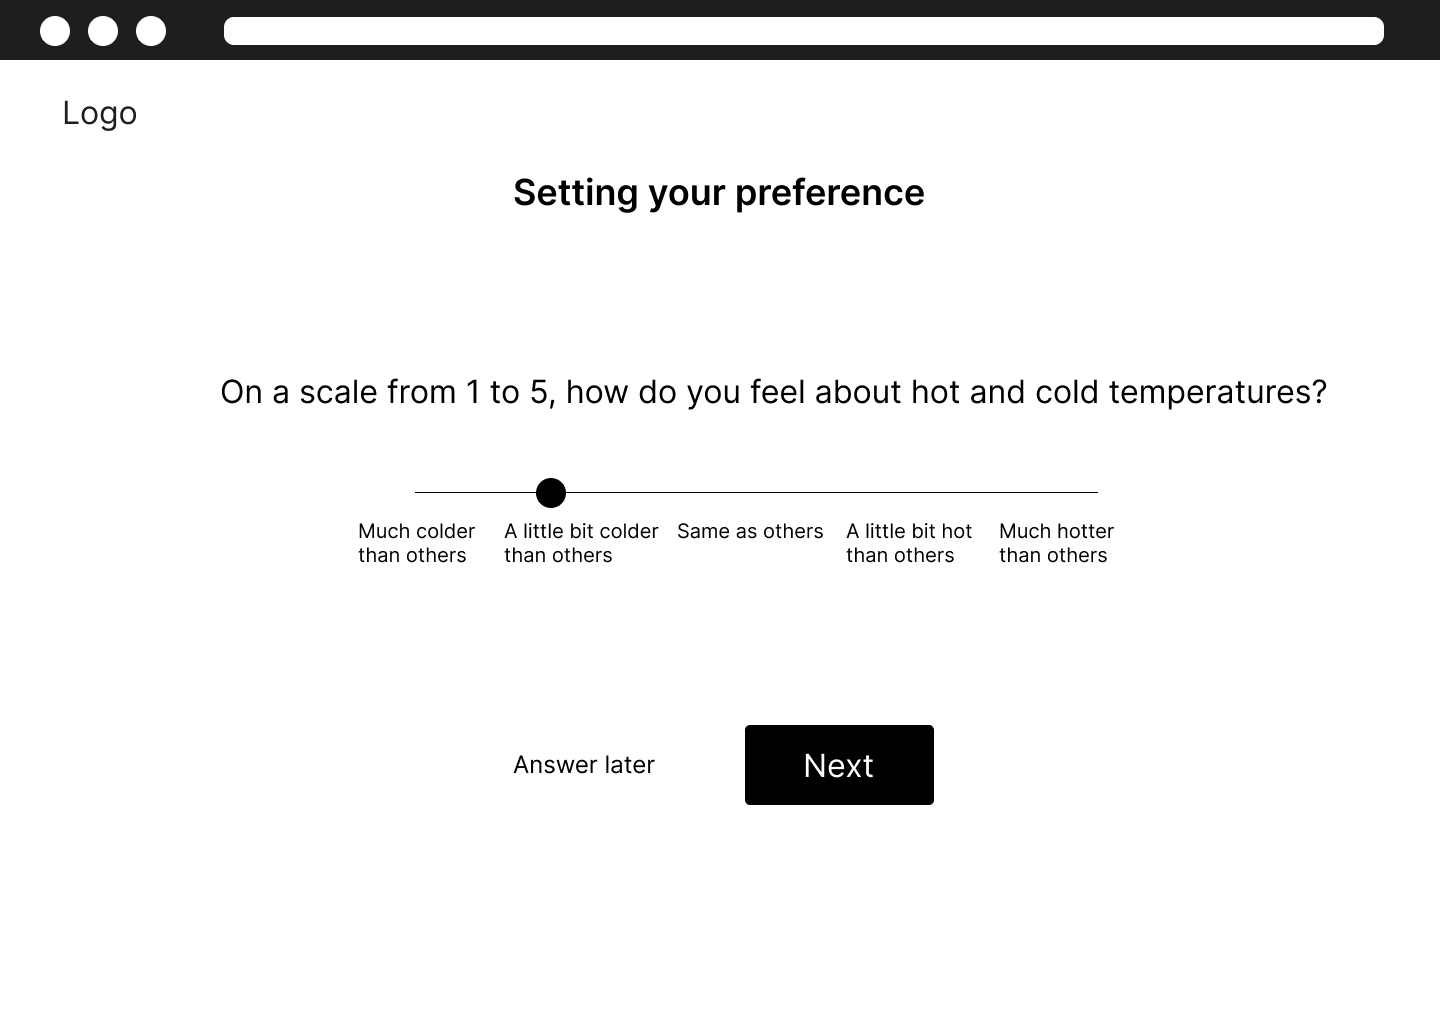 Logo
Setting your preference
On a scale from 1 to 5, how do you feel about hot and cold temperatures?
Much colder
than others
A little bit colder
than others
Same as others
A little bit hot
than others
Much hotter
than others
Answer later
Next